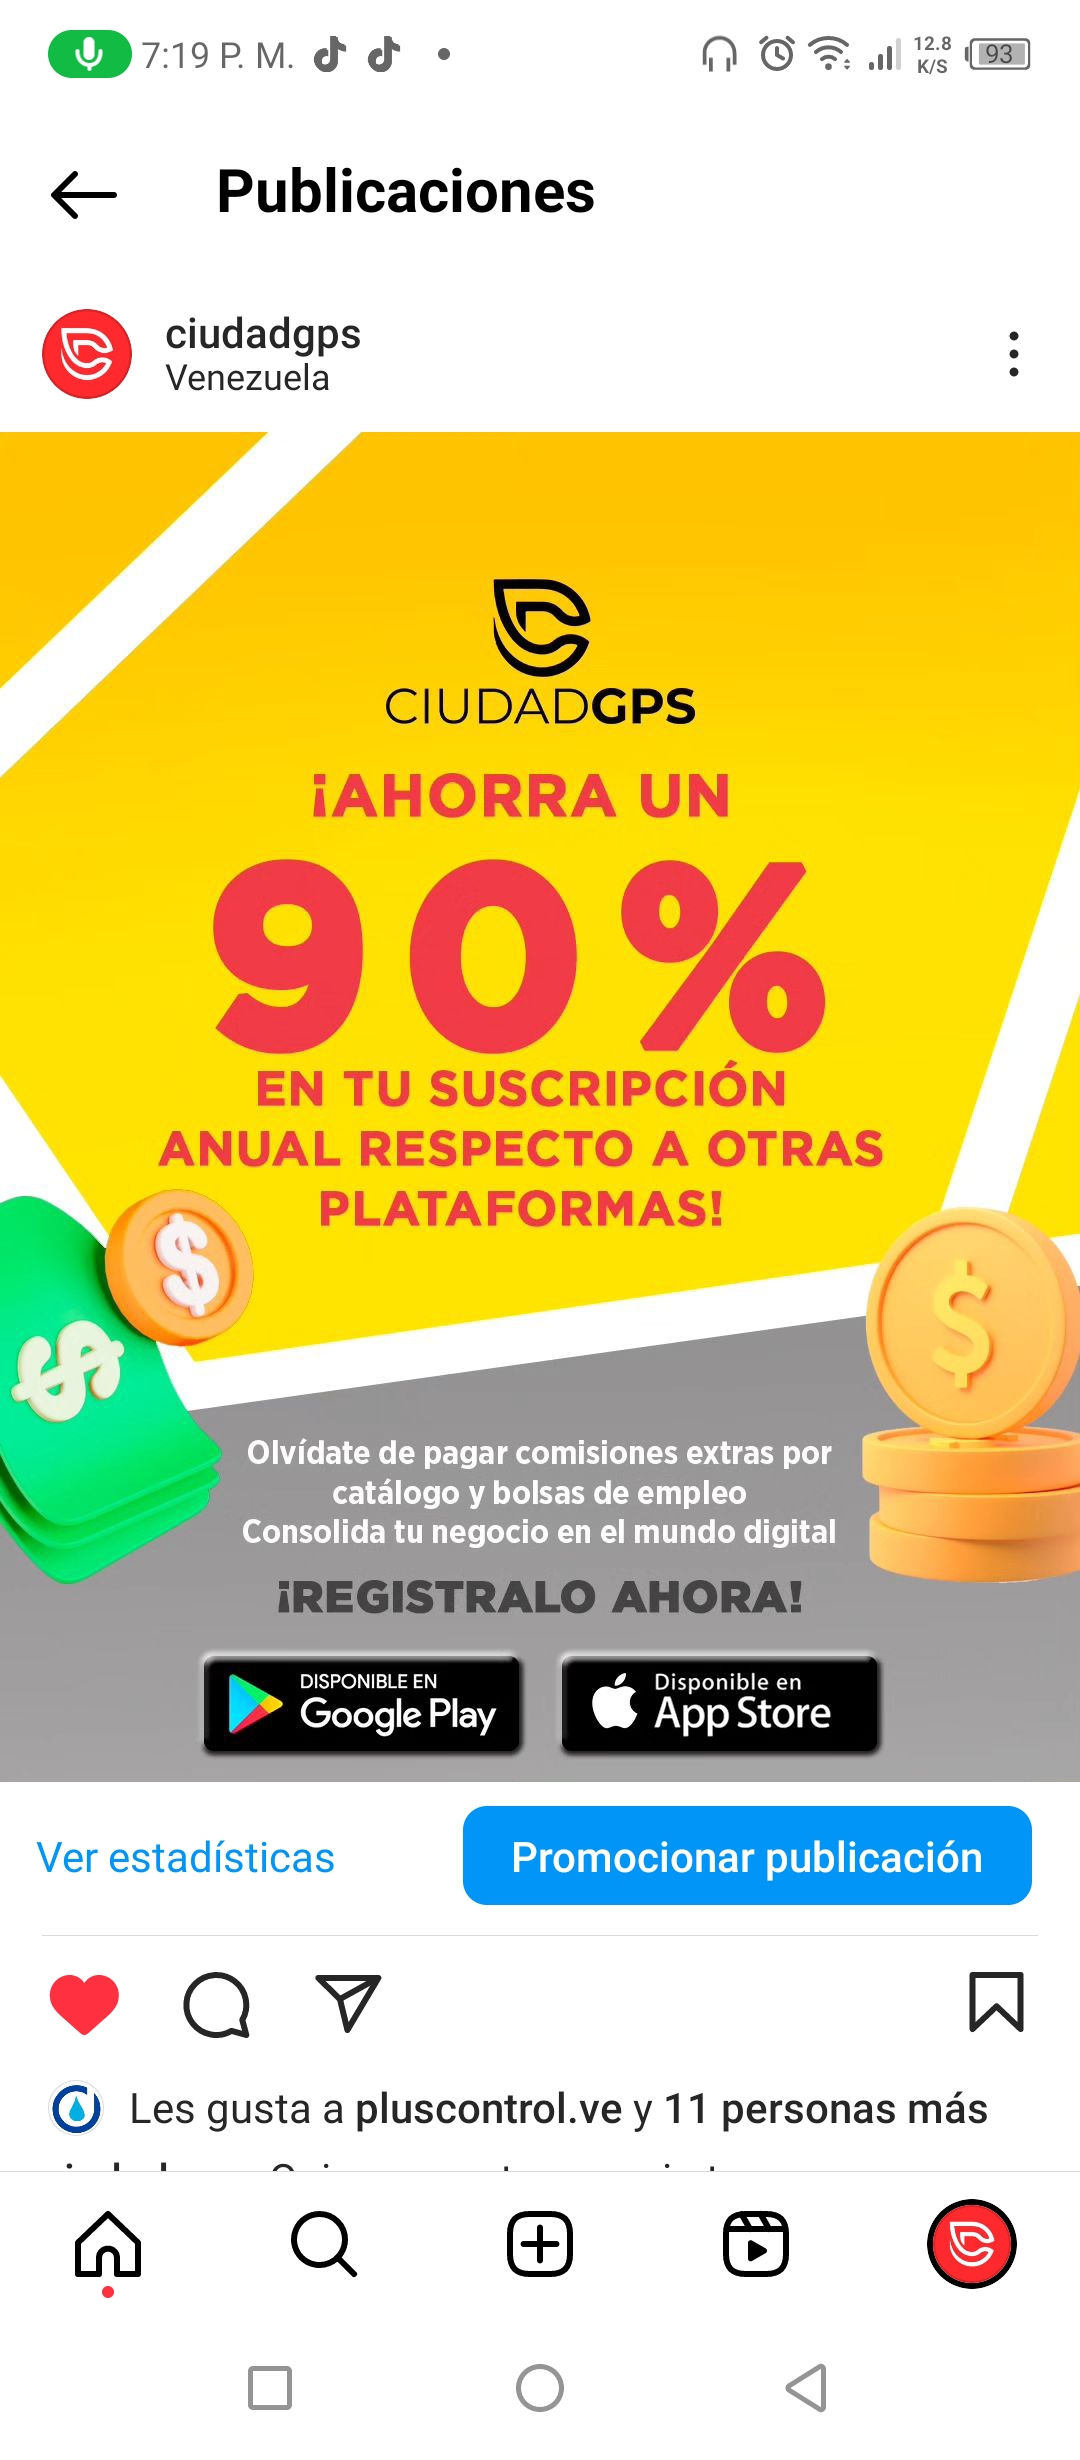 7:19 P. M.
12.8
K/S
93
Publicaciones
ciudadgps
Venezuela
CIUDADGPS
¡AHORRA UN
90%
EN TU SUSCRIPCIÓN
ANUAL RESPECTO A OTRAS
PLATAFORMAS!
Olvídate de pagar comisiones extras por
catálogo y bolsas de empleo
Consolida tu negocio en el mundo digital
¡REGISTRALO AHORA!
DISPONIBLE EN
Google Play
Disponible en
App Store
Ver estadísticas
Promocionar publicación
Les gusta a pluscontrol.ve y 11 personas más